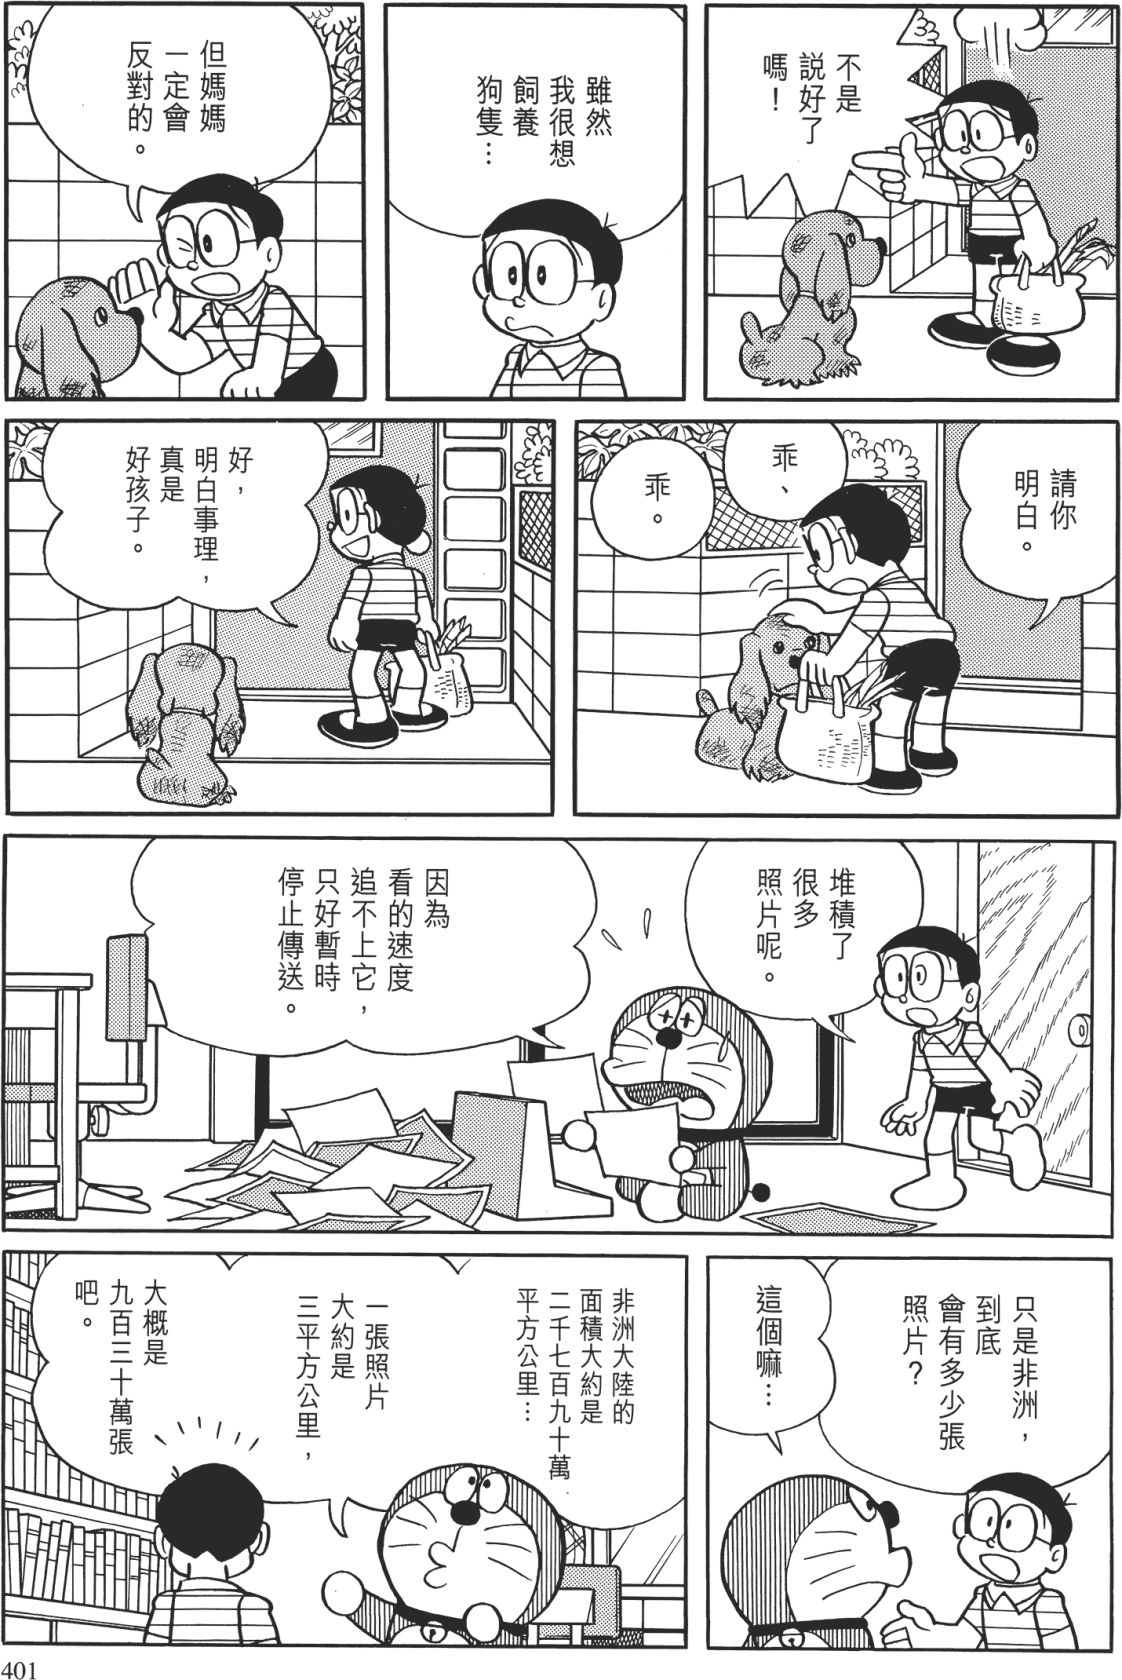 不是
說好了
嗎！
雖然
我很想
飼養
狗隻…
但媽媽
一定會
反對的。
請你
明白。
乖、
乖。
好，
明白事理，
真是
好孩子。
堆積了
很多
照片呢。
因為
看的速度
追不上它，
只好暫時
停止傳送。
只是非洲，
到底
會有多少張
照片？
這個嘛…
非洲大陸的
面積大約是
二千七百九十萬
平方公里…
一張照片
大約是
三平方公里，
大概是
九百三十萬張
吧。
401